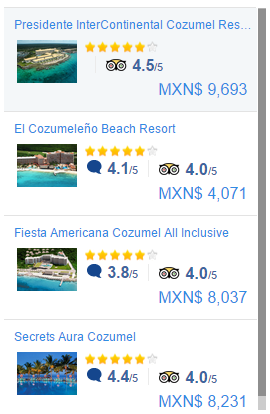 Presidente InterContinental Cozumel Res...
4.5/5
MXN$ 9,693
El Cozumeleño Beach Resort
4.1/5 4.0/5
MXN$ 4,071
Fiesta Americana Cozumel All Inclusive
3.8/5 4.0/5
MXN$ 8,037
Secrets Aura Cozumel
4.4/5 4.0/5
MXN$ 8,231